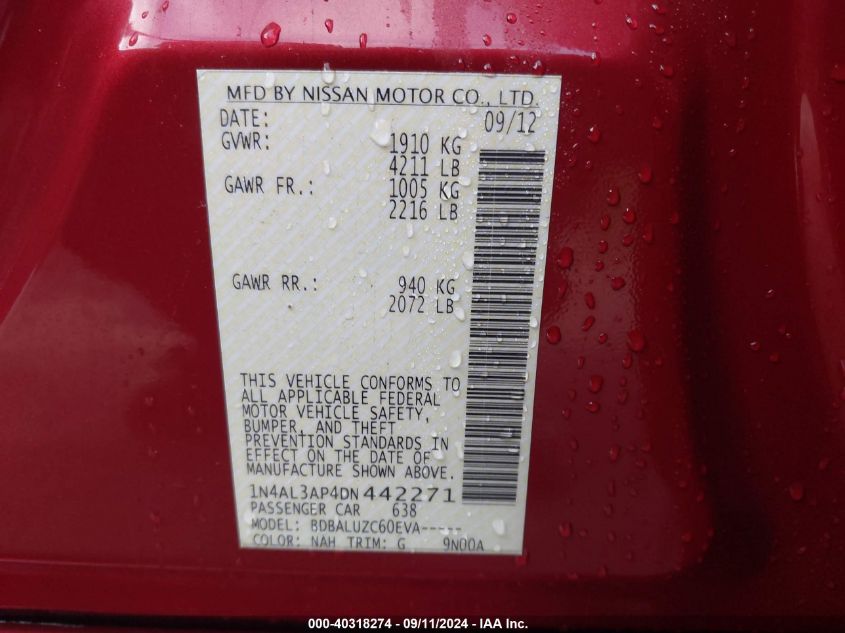 MFD BY NISSAN MOTOR CO., LTD.
DATE: 09/12
GVWR: 1910 KG
4211 LB
GAWR FR.: 1005 KG
2216 LB
GAWR RR.: 940 KG
2072 LB
THIS VEHICLE CONFORMS TO
ALL APPLICABLE FEDERAL
MOTOR VEHICLE SAFETY,
BUMPER, AND THEFT
PREVENTION STANDARDS IN
EFFECT ON THE DATE OF
MANUFACTURE SHOWN ABOVE.
1N4AL3AP4DN442271
PASSENGER CAR 638
MODEL: BDBALUZC60EVA-----
COLOR: NAH TRIM: G 9N00A
000-40318274 - 09/11/2024 - IAA Inc.